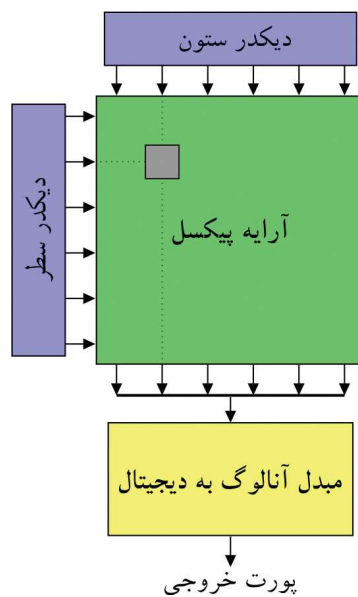 دیکدر ستون
دیکدر سطر
آرایه پیکسل
مبدل آنالوگ به دیجیتال
پورت خروجی